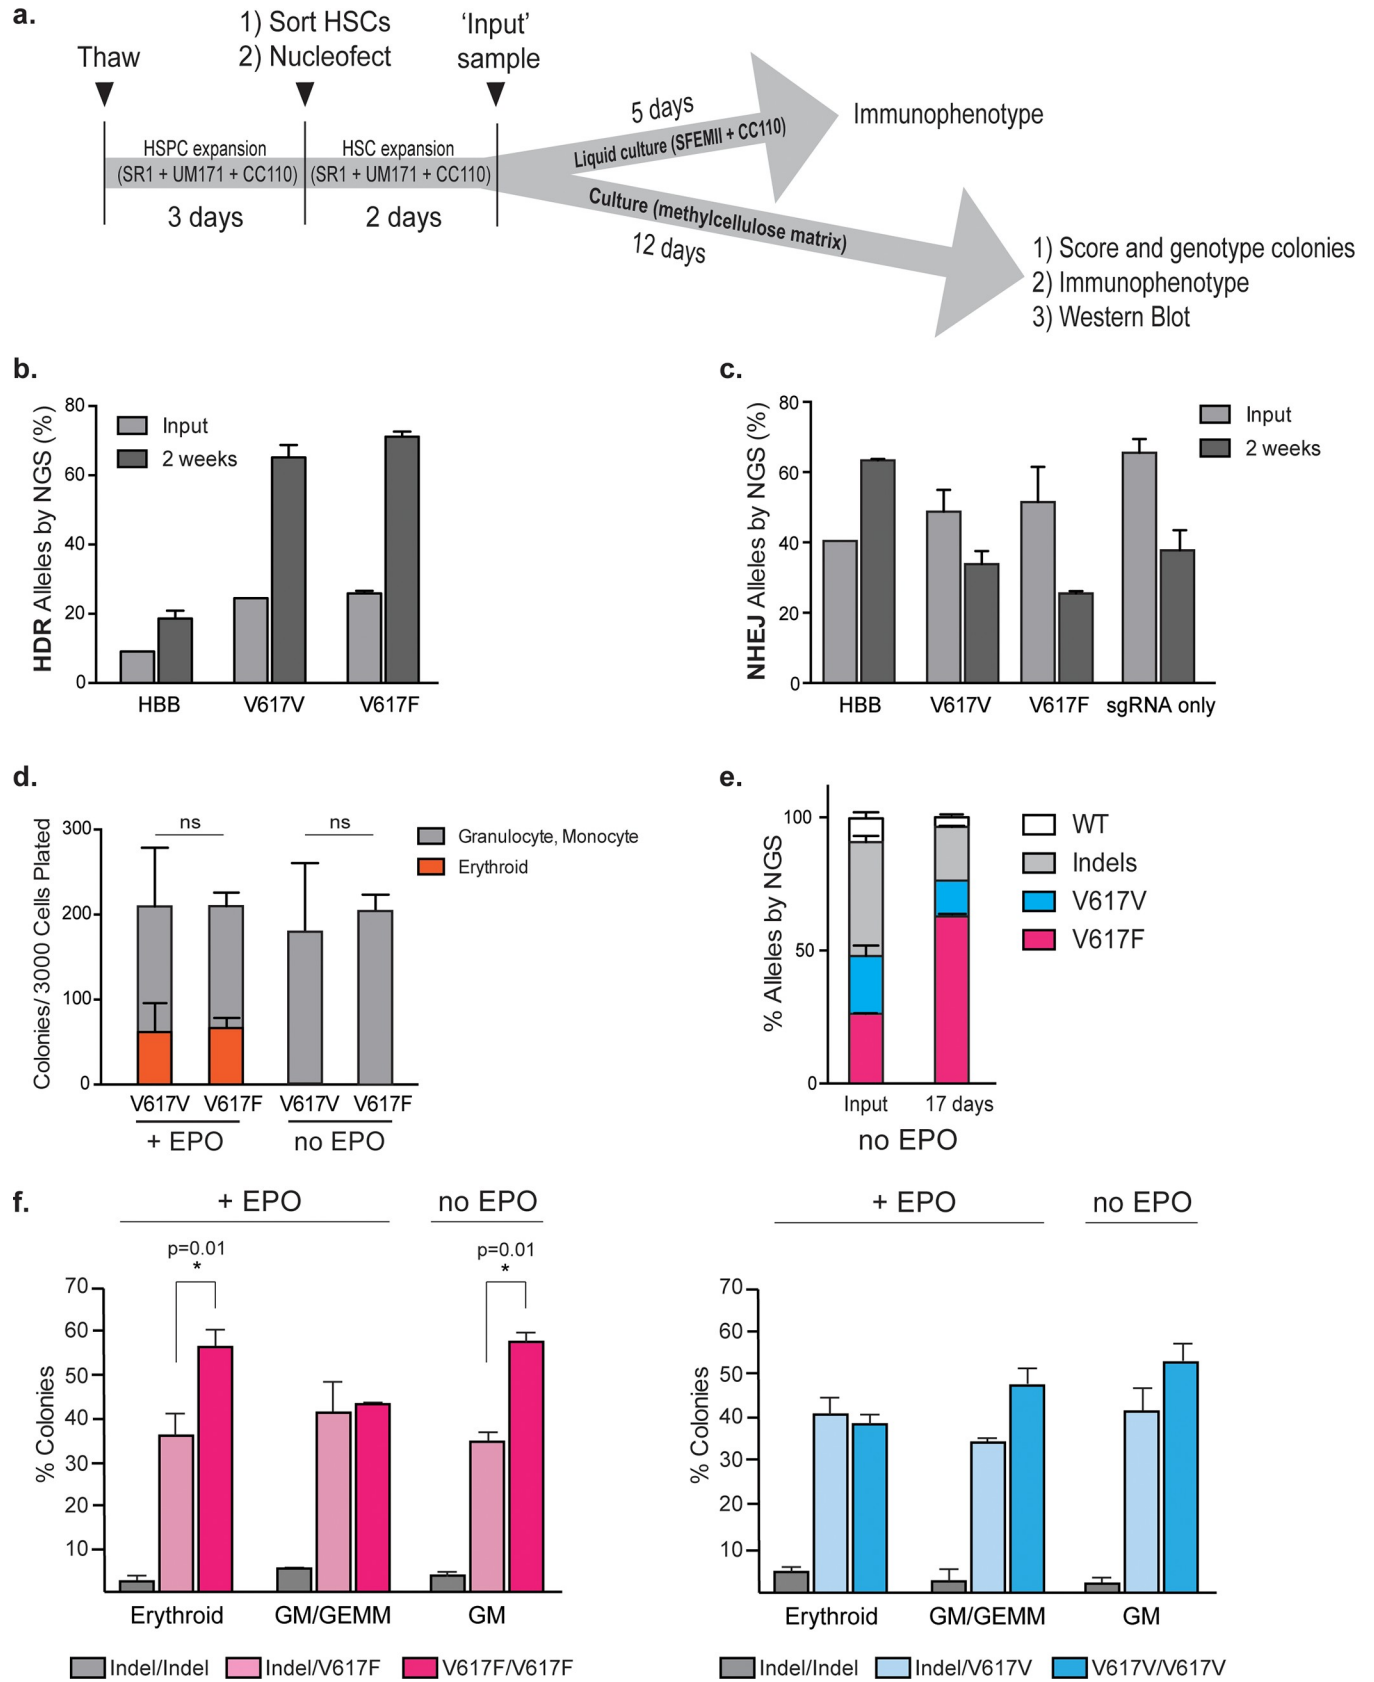 a.
Thaw
1) Sort HSCs
2) Nucleofect
‘Input’
sample
HSPC expansion
(SR1 + UM171 + CC110)
3 days
HSC expansion
(SR1 + UM171 + CC110)
2 days
5 days
Liquid culture (SFEMII + CC110)
Immunophenotype
Culture (methylcellulose matrix)
12 days
1) Score and genotype colonies
2) Immunophenotype
3) Western Blot
b.
HDR Alleles by NGS (%)
80
60
40
20
0
Input
2 weeks
HBB
V617V
V617F
c.
NHEJ Alleles by NGS (%)
80
60
40
20
0
Input
2 weeks
HBB
V617V
V617F
sgRNA only
d.
Colonies/ 3000 Cells Plated
300
200
100
0
ns
ns
Granulocyte, Monocyte
Erythroid
V617V
V617F
V617V
V617F
+ EPO
no EPO
e.
% Alleles by NGS
100
50
0
WT
Indels
V617V
V617F
Input
17 days
no EPO
f.
+ EPO
no EPO
p=0.01
*
p=0.01
*
% Colonies
70
60
50
40
30
20
10
Erythroid
GM/GEMM
GM
Indel/Indel
Indel/V617F
V617F/V617F
+ EPO
no EPO
% Colonies
70
60
50
40
30
20
10
Erythroid
GM/GEMM
GM
Indel/Indel
Indel/V617V
V617V/V617V